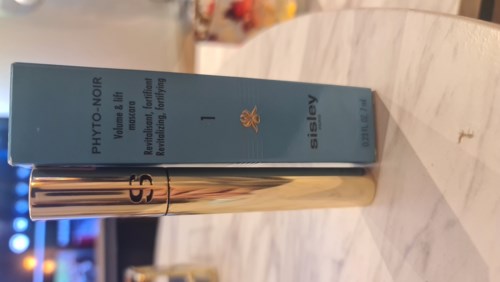 PHYTO-NOIR
Volume & lift
mascara
Revitalisant, fortifiant
Revitalizing, fortifying
1
sisley
S